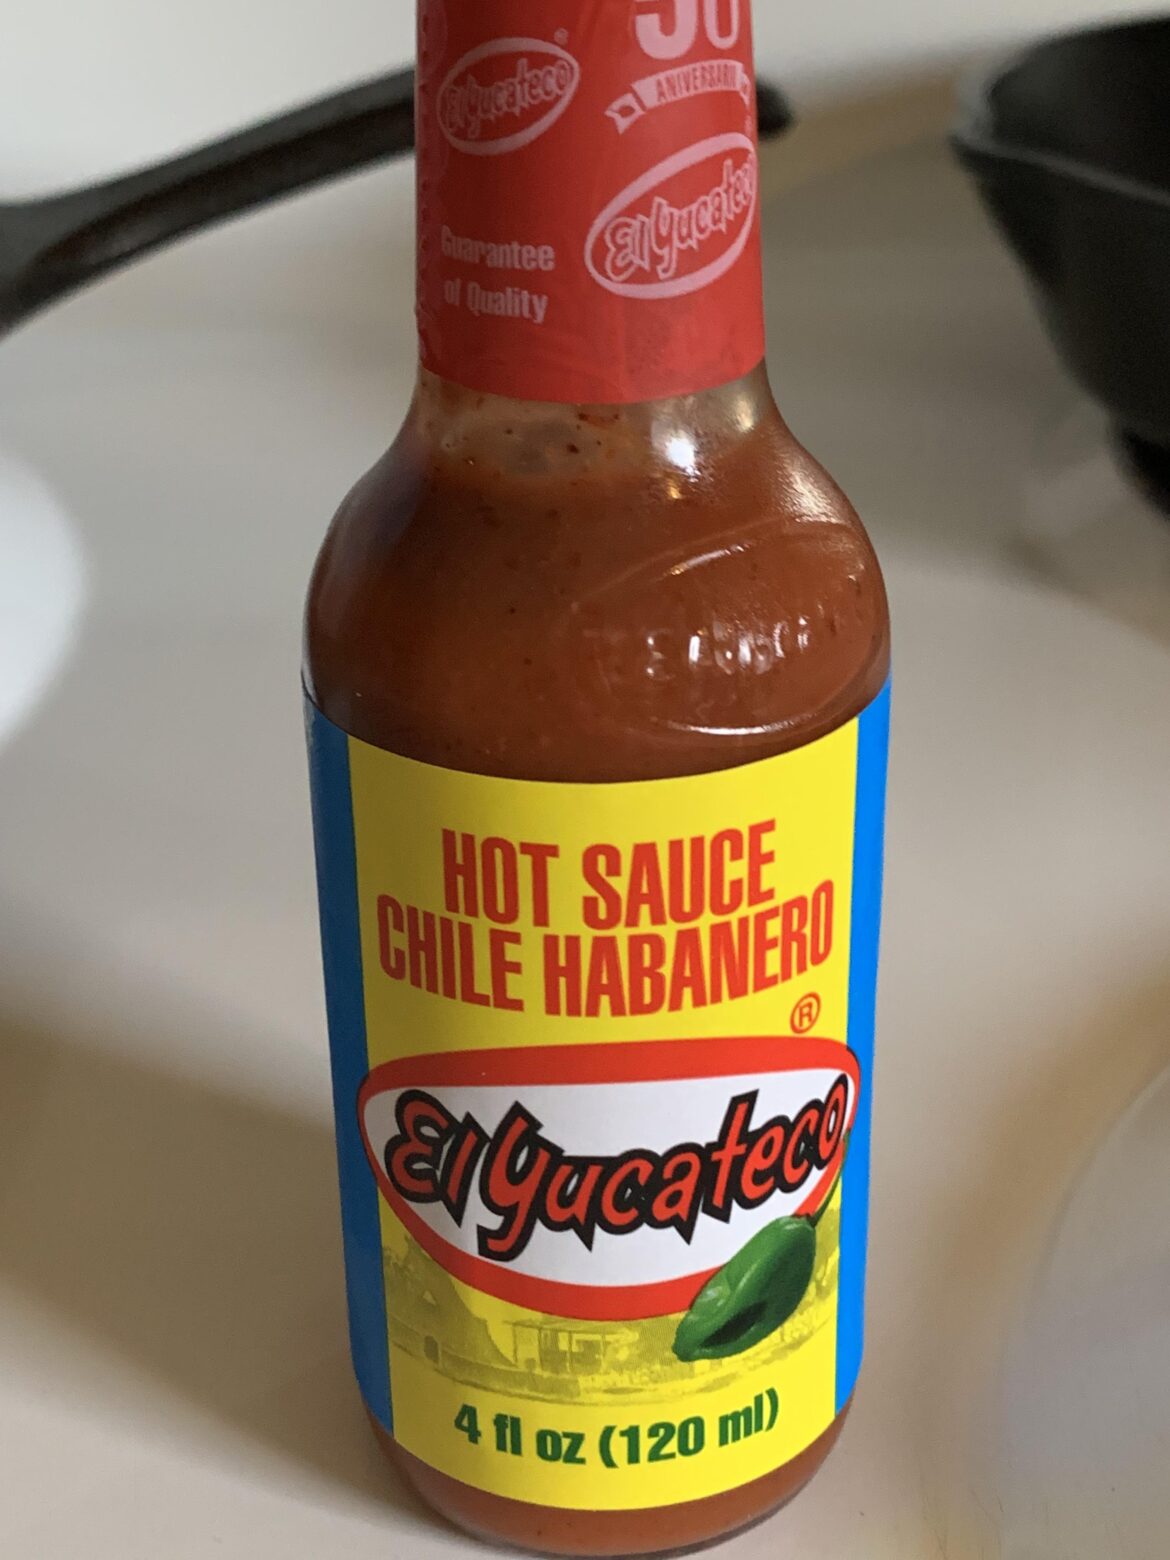 El Yucateco
ANIVERSARIO
El Yucateco
Guarantee
of Quality
HOT SAUCE
CHILE HABANERO
®
El Yucateco
4 fl oz (120 ml)